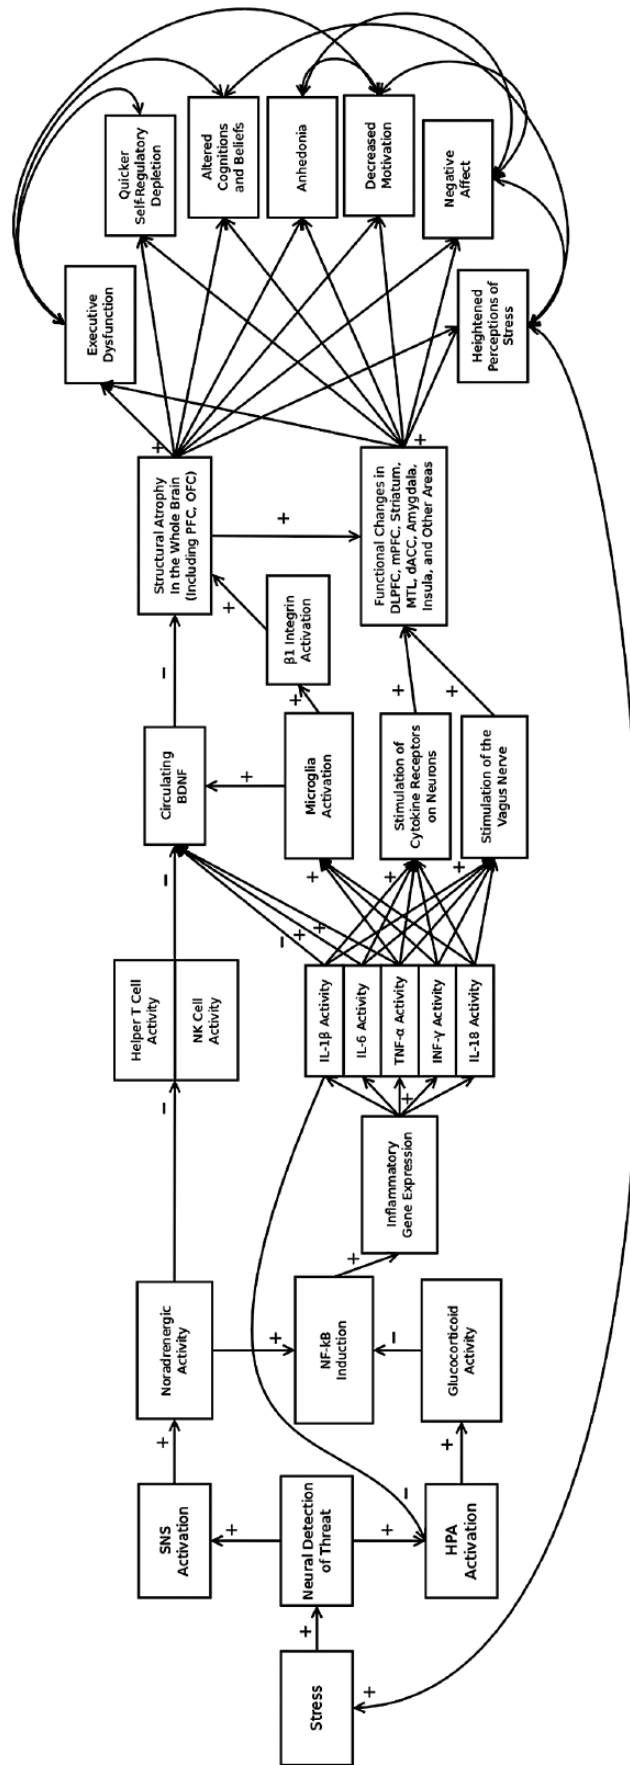 Stress
+
+
Neural Detection
of Threat
+
+
SNS
Activation
HPA
Activation
+
+
−
Noradrenergic
Activity
NF-kB
Induction
Glucocorticoid
Activity
+
−
+
−
Inflammatory
Gene Expression
+
Helper T Cell
Activity
NK Cell
Activity
IL-1β Activity
IL-6 Activity
TNF-α Activity
INF-γ Activity
IL-18 Activity
−
−
+
+
+
+
+
Circulating
BDNF
Microglia
Activation
Stimulation of
Cytokine Receptors
on Neurons
Stimulation of the
Vagus Nerve
+
−
+
+
+
β1 Integrin
Activation
+
Structural Atrophy
In the Whole Brain
(Including PFC, OFC)
+
Functional Changes in
DLPFC, mPFC, Striatum,
MTL, dACC, Amygdala,
Insula, and Other Areas
+
+
Executive
Dysfunction
Quicker
Self-Regulatory
Depletion
Altered
Cognitions
and Beliefs
Anhedonia
Decreased
Motivation
Negative
Affect
Heightened
Perceptions of
Stress